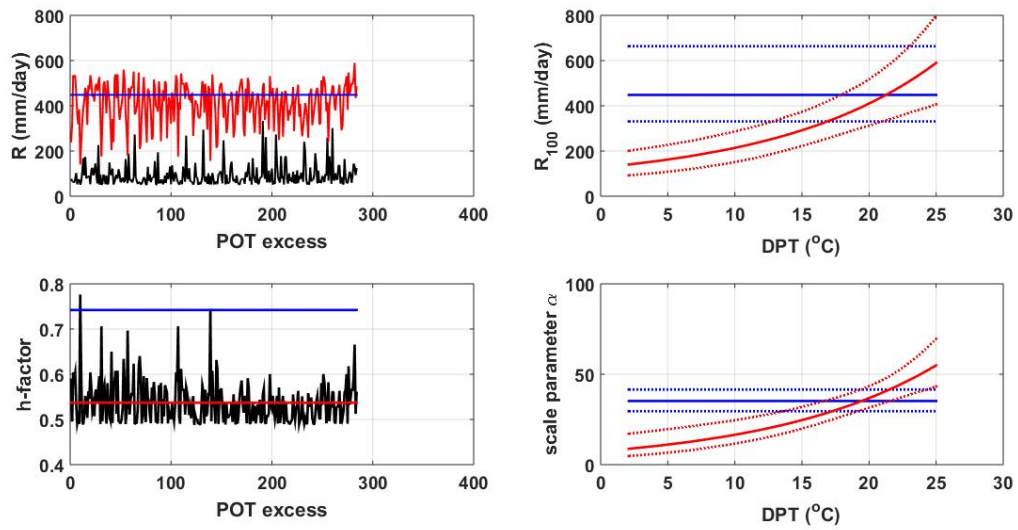 800
600
400
200
0
R (mm/day)
0 100 200 300 400
POT excess
800
600
400
200
0
R100 (mm/day)
0 5 10 15 20 25 30
DPT (oC)
0.8
0.7
0.6
0.5
0.4
h-factor
0 100 200 300 400
POT excess
100
50
0
scale parameter α
0 5 10 15 20 25 30
DPT (oC)